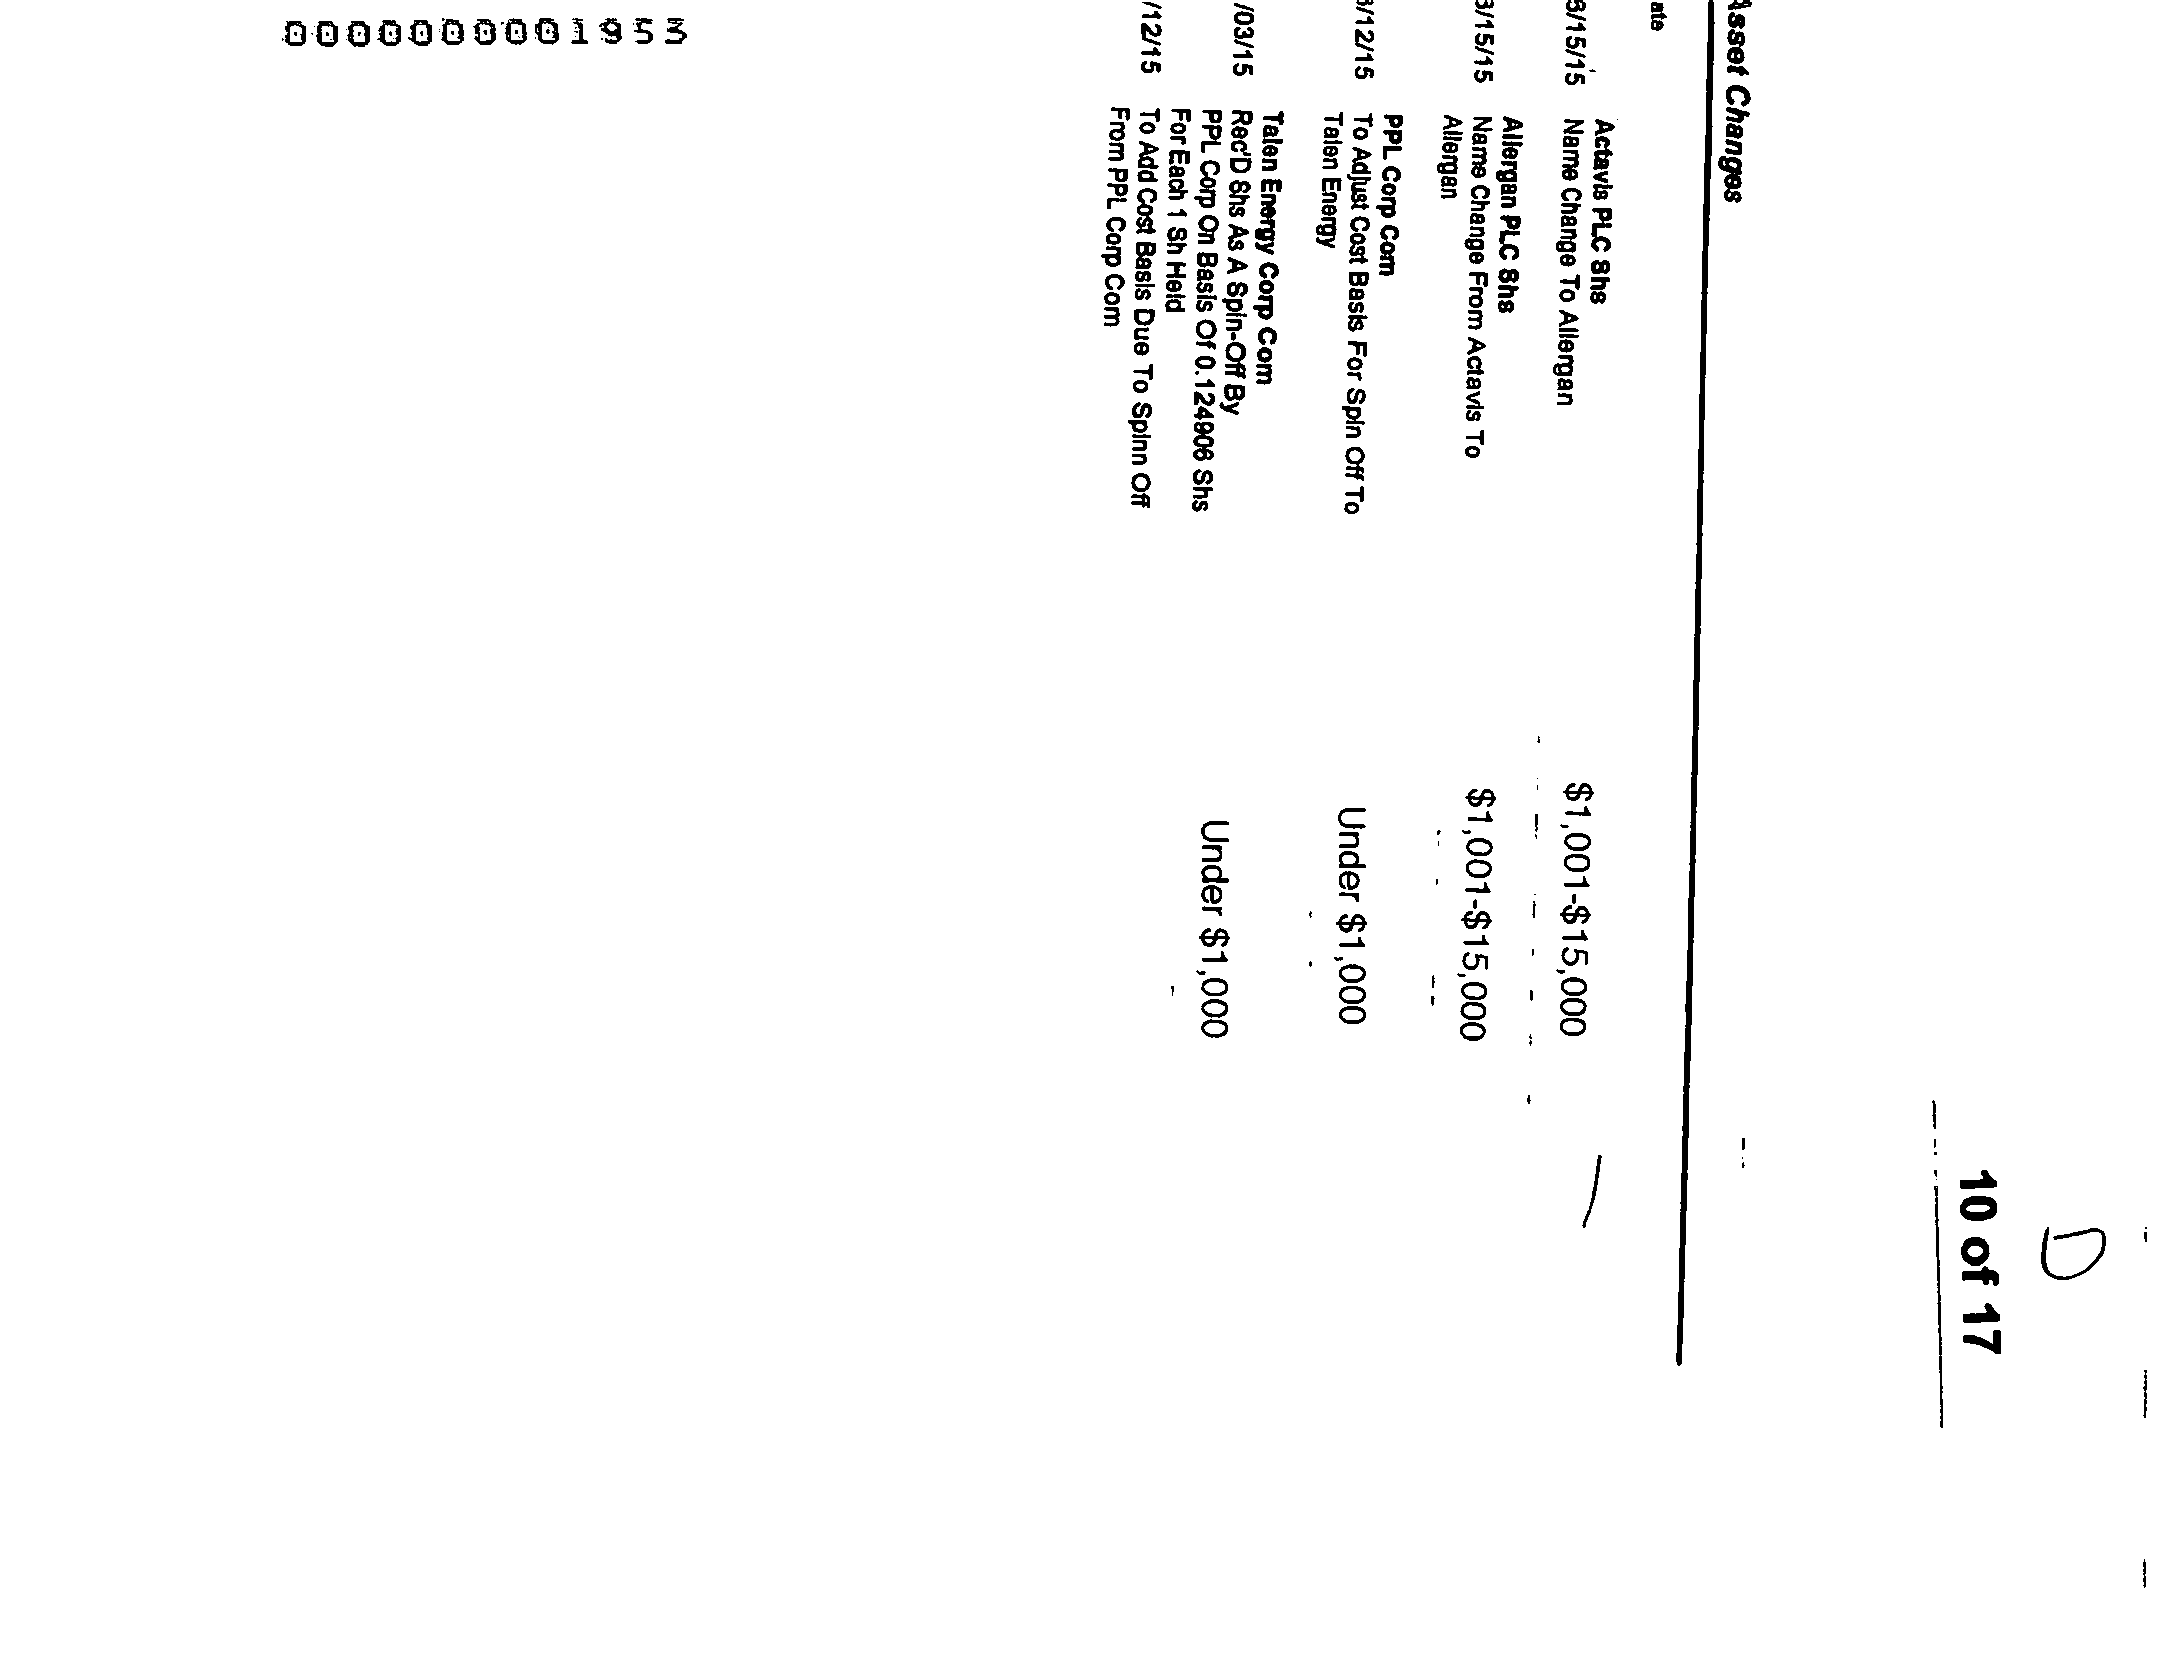 D
10 of 17
Asset Changes
ate
6/15/15 Actavis PLC Shs
Name Change To Allergan $1,001-$15,000
6/15/15 Allergan PLC Shs
Name Change From Actavis To $1,001-$15,000
Allergan
PPL Corp Com
6/12/15 To Adjust Cost Basis For Spin Off To Under $1,000
Talen Energy
Talen Energy Corp Com
/03/15 Rec'D Shs As A Spin-Off By Under $1,000
PPL Corp On Basis Of 0.124906 Shs
For Each 1 Sh Held
/12/15 To Add Cost Basis Due To Spinn Off
From PPL Corp Com
0000000001953